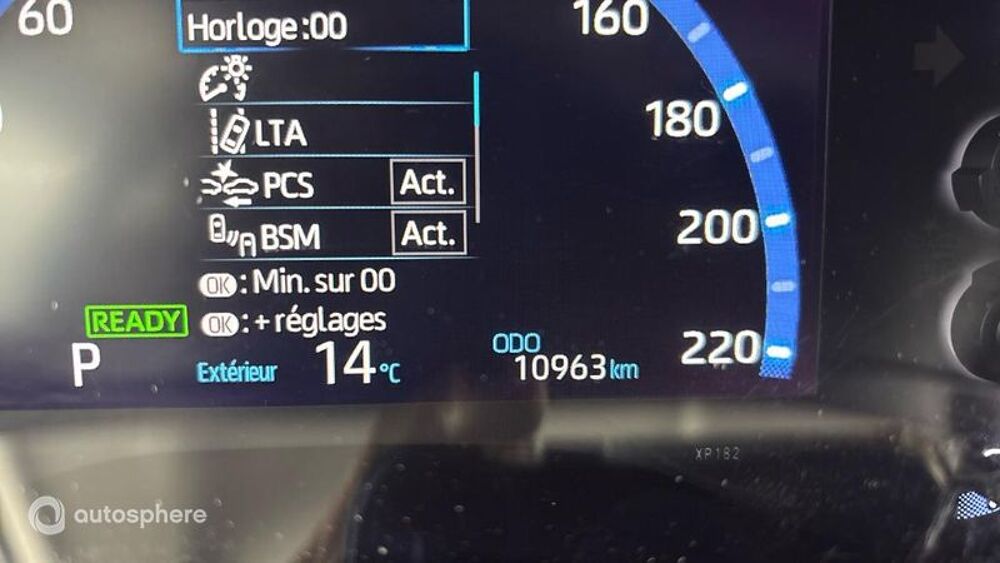 60
Horloge :00
160
LTA
180
PCS Act.
BSM Act.
200
OK : Min. sur 00
READY
OK : + réglages
P
Extérieur 14 °C
ODO
10963 km
220
XP182
autosphere